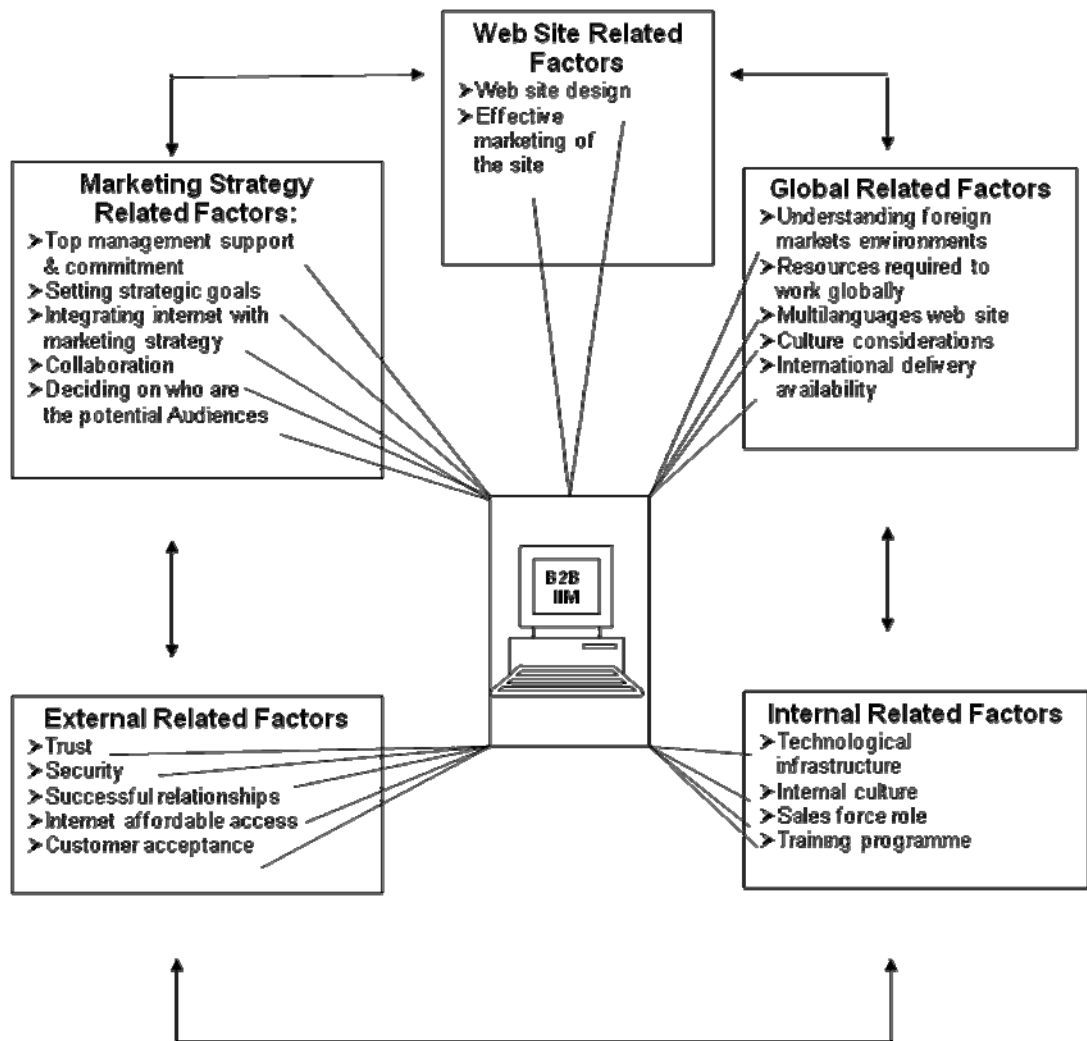 Web Site Related
Factors
➢Web site design
➢Effective
marketing of
the site
Marketing Strategy
Related Factors:
➢Top management support
& commitment
➢Setting strategic goals
➢Integrating internet with
marketing strategy
➢Collaboration
➢Deciding on who are
the potential Audiences
Global Related Factors
➢Understanding foreign
markets environments
➢Resources required to
work globally
➢Multilanguages web site
➢Culture considerations
➢International delivery
availability
B2B
IIM
External Related Factors
➢Trust
➢Security
➢Successful relationships
➢Internet affordable access
➢Customer acceptance
Internal Related Factors
➢Technological
infrastructure
➢Internal culture
➢Sales force role
➢Training programme